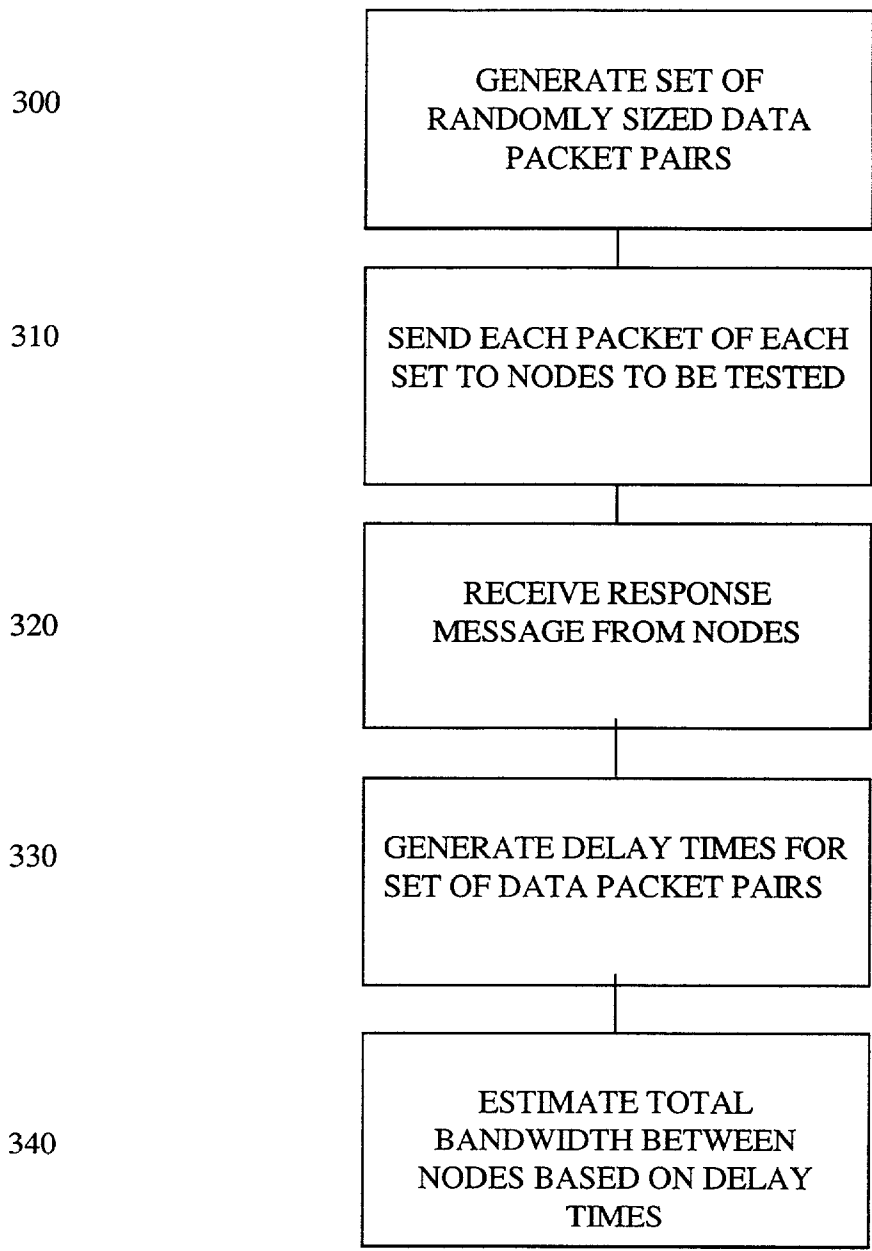 300
GENERATE SET OF
RANDOMLY SIZED DATA
PACKET PAIRS
310
SEND EACH PACKET OF EACH
SET TO NODES TO BE TESTED
320
RECEIVE RESPONSE
MESSAGE FROM NODES
330
GENERATE DELAY TIMES FOR
SET OF DATA PACKET PAIRS
340
ESTIMATE TOTAL
BANDWIDTH BETWEEN
NODES BASED ON DELAY
TIMES